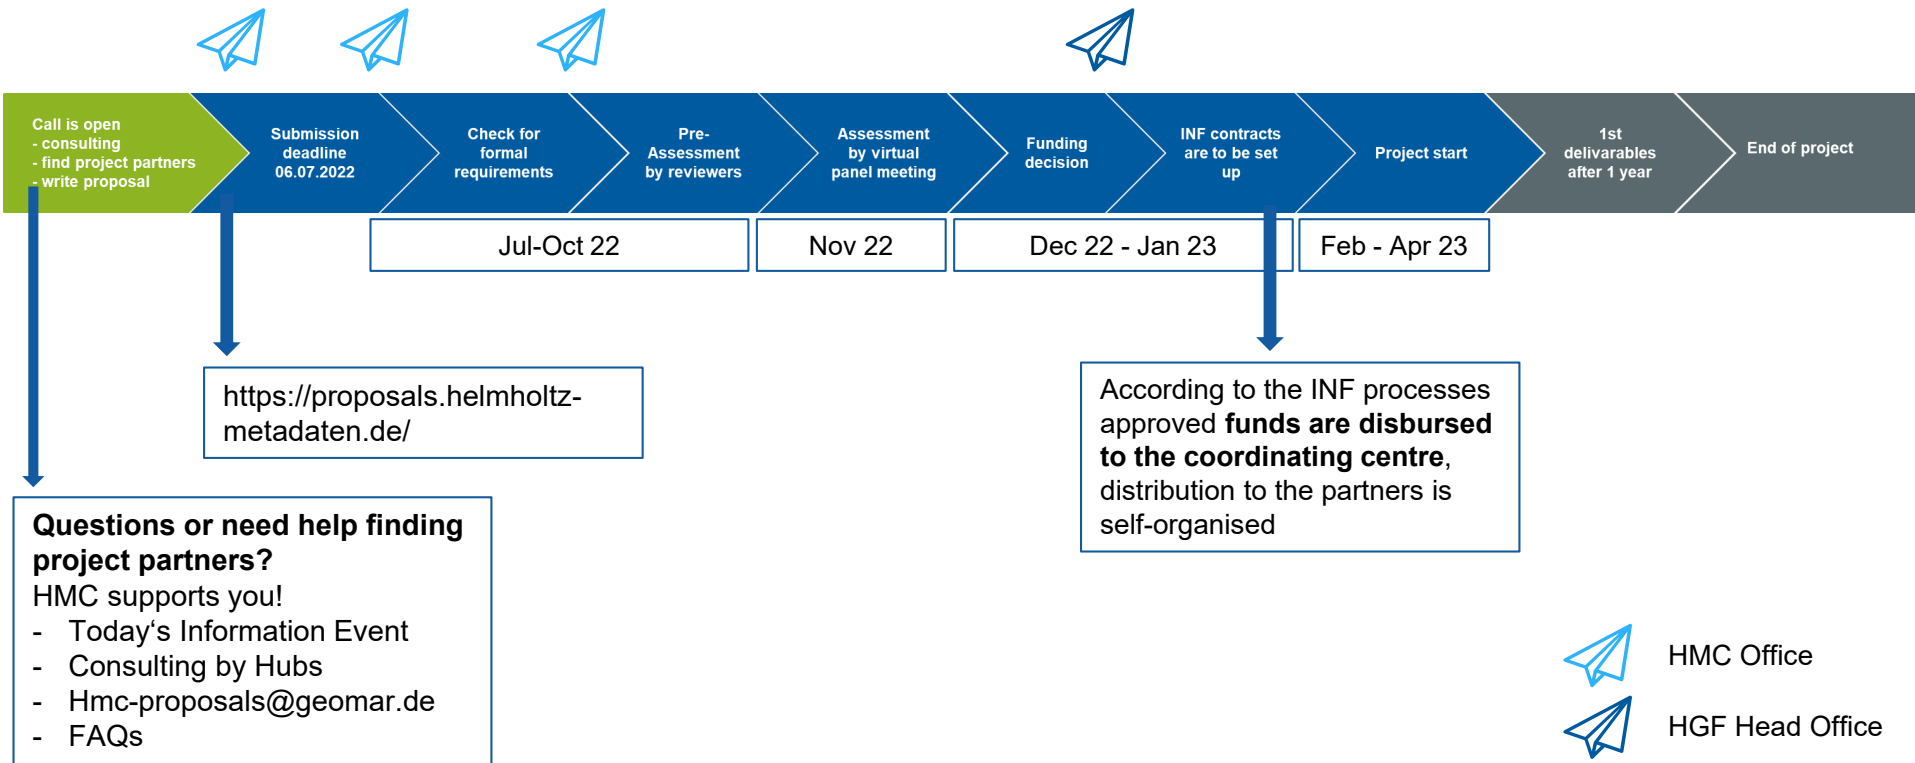 Call is open
- consulting
- find project partners
- write proposal
Submission
deadline
06.07.2022
Check for
formal
requirements
Pre-
Assessment
by reviewers
Assessment
by virtual
panel meeting
Funding
decision
INF contracts
are to be set
up
Project start
1st
delivarables
after 1 year
End of project
Jul-Oct 22
Nov 22
Dec 22 - Jan 23
Feb - Apr 23
https://proposals.helmholtz-
metadaten.de/
According to the INF processes
approved funds are disbursed
to the coordinating centre,
distribution to the partners is
self-organised
Questions or need help finding
project partners?
HMC supports you!
- Today‘s Information Event
- Consulting by Hubs
- Hmc-proposals@geomar.de
- FAQs
HMC Office
HGF Head Office